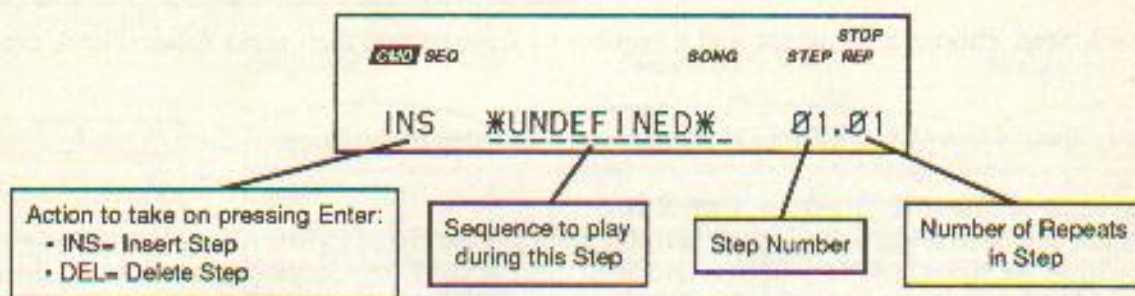 STOP
CMD SEQ SONG STEP REP
INS *UNDEFINED* 01.01
Action to take on pressing Enter:
• INS= Insert Step
• DEL= Delete Step
Sequence to play
during this Step
Step Number
Number of Repeats
in Step